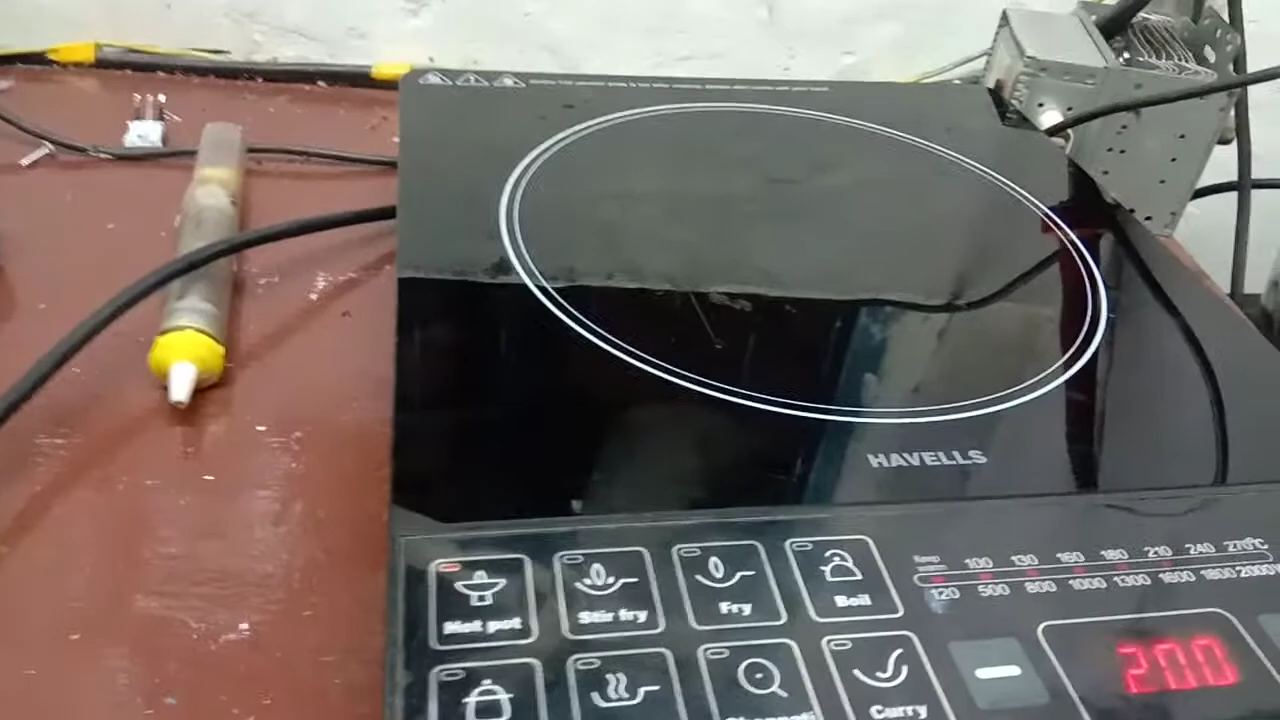 HAVELLS
100 130 160 180 210 240 270°C
120 500 800 1000 1300 1600 1800 2000
Hot pot Stir fry Fry Boil
200
Curry